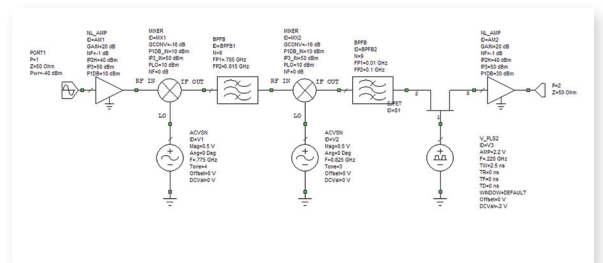 PORT1
P=1
Z=50 Ohm
Pwr=-40 dBm
NL_AMP
ID=AM1
GAIN=20 dB
NF=-1 dB
IP2H=40 dBm
IP3=50 dBm
P1DB=10 dBm
MIXER
ID=MX1
GCONV=-16 dB
P1DB_IN=10 dBm
IP3_IN=50 dBm
PLO=10 dBm
NF=0 dB
RF IN
IF OUT
LO
ACVSN
ID=V1
Mag=0.5 V
Ang=0 Deg
F=.775 GHz
Tone=4
Offset=0 V
DCVal=0 V
BPFB
ID=BPFB1
N=9
FP1=.785 GHz
FP2=0.815 GHz
MIXER
ID=MX2
GCONV=-16 dB
P1DB_IN=10 dBm
IP3_IN=50 dBm
PLO=10 dBm
NF=0 dB
RF IN
IF OUT
LO
ACVSN
ID=V2
Mag=0.5 V
Ang=0 Deg
F=0.825 GHz
Tone=3
Offset=0 V
DCVal=0 V
BPFB
ID=BPFB2
N=9
FP1=0.01 GHz
FP2=0.1 GHz
ID=S1
2
3
1
V_PLS2
ID=V3
AMP=2.2 V
F=.220 GHz
TW=2.5 ns
TR=0 ns
TF=0 ns
TD=0 ns
WINDOW=DEFAULT
Offset=0 V
DCVal=-2 V
NL_AMP
ID=AM2
GAIN=20 dB
NF=-1 dB
IP2H=40 dBm
IP3=50 dBm
P1DB=30 dBm
P=2
Z=50 Ohm